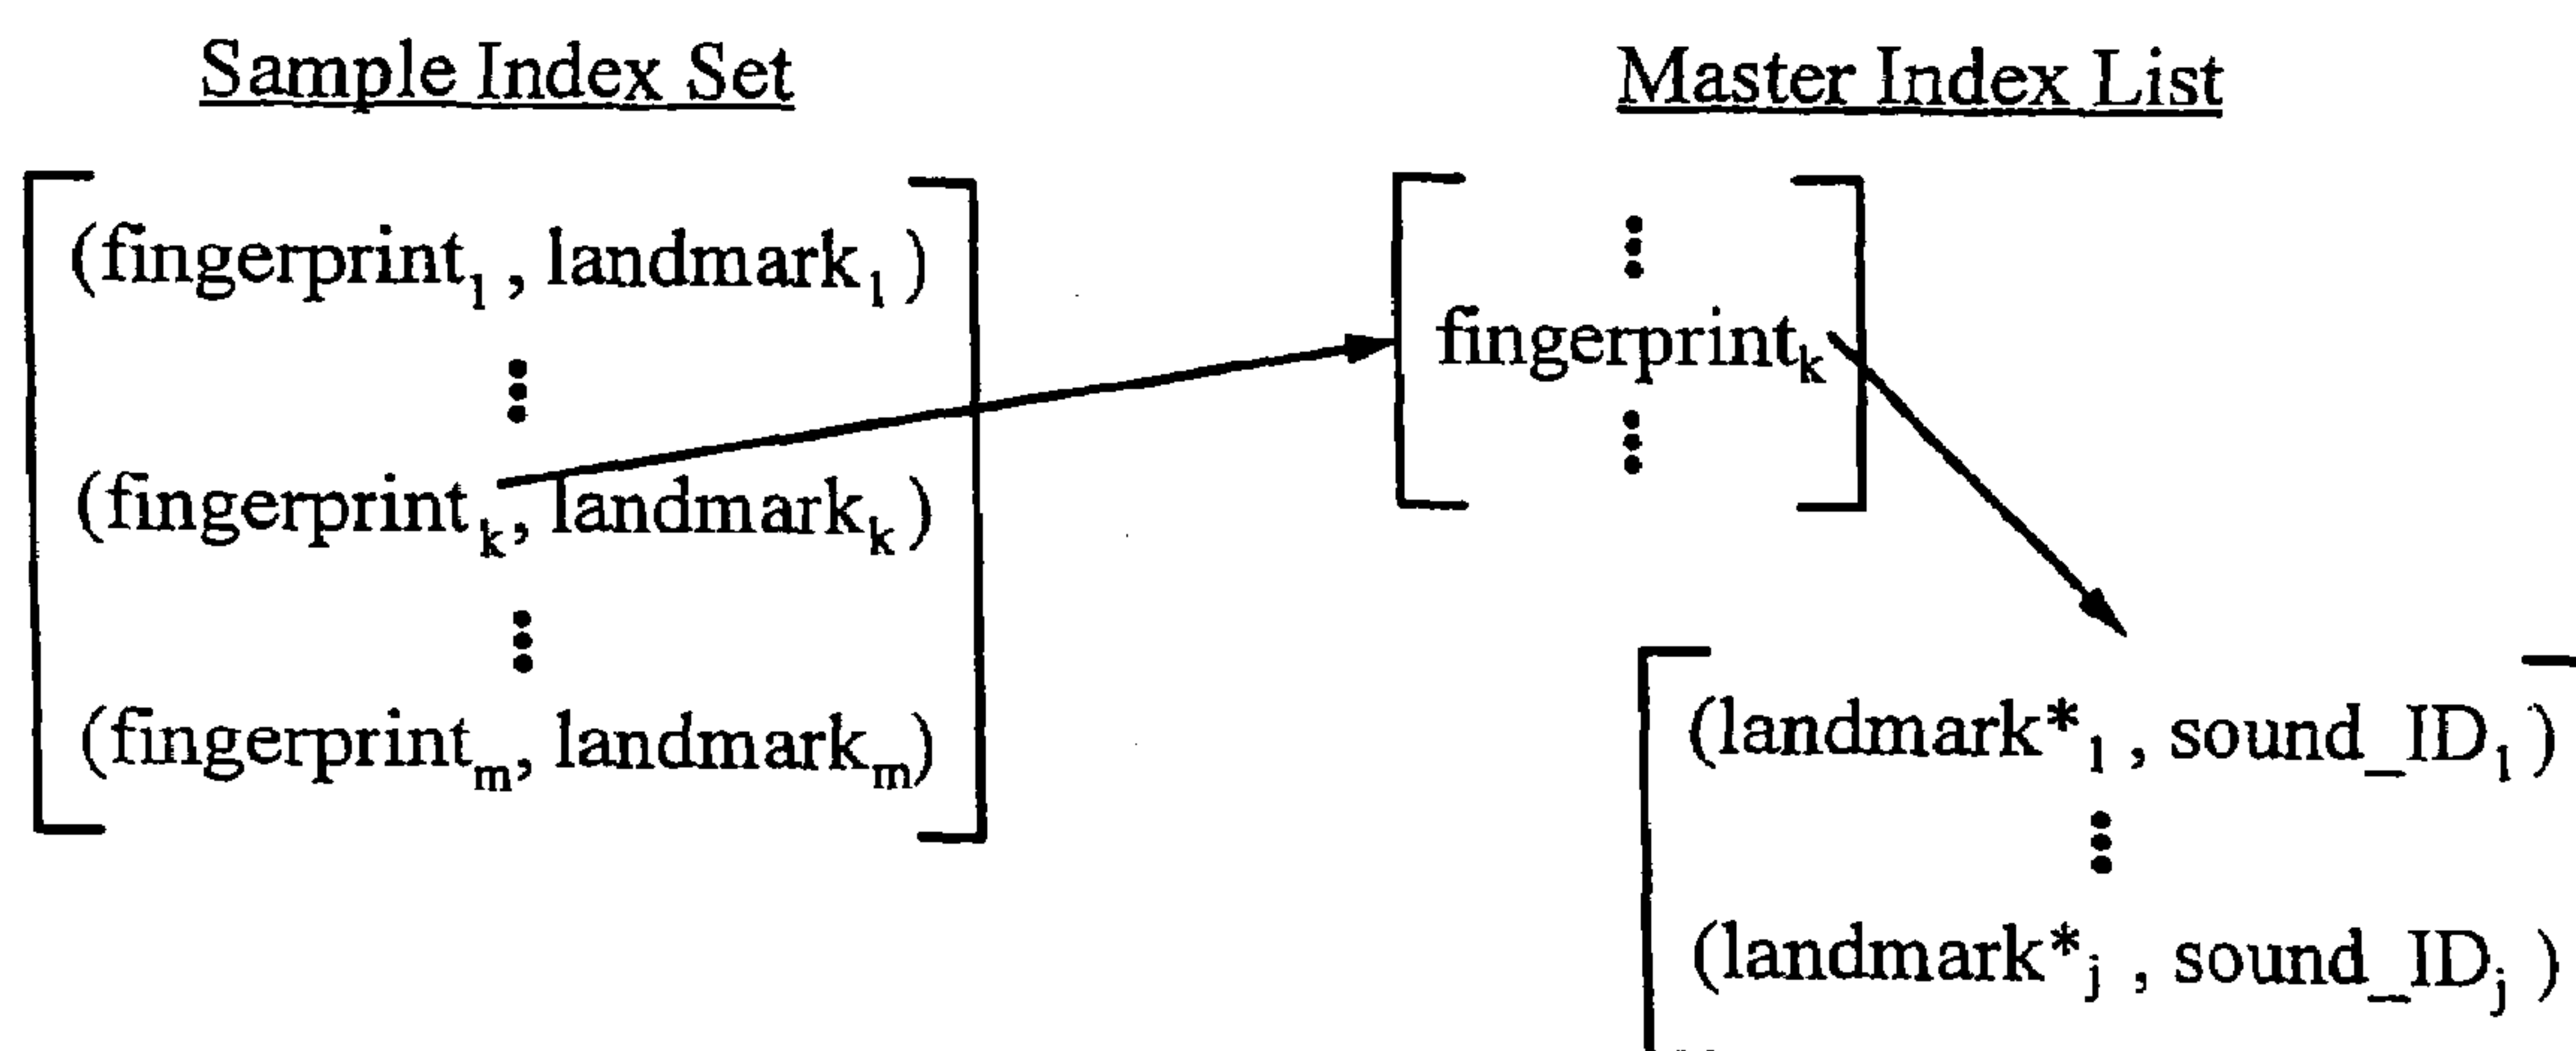 Sample Index Set
(fingerprint₁, landmark₁)
⋮
(fingerprintₖ, landmarkₖ)
⋮
(fingerprintₘ, landmarkₘ)
Master Index List
⋮
fingerprintₖ
⋮
(landmark*₁, sound_ID₁)
⋮
(landmark*ⱼ, sound_IDⱼ)